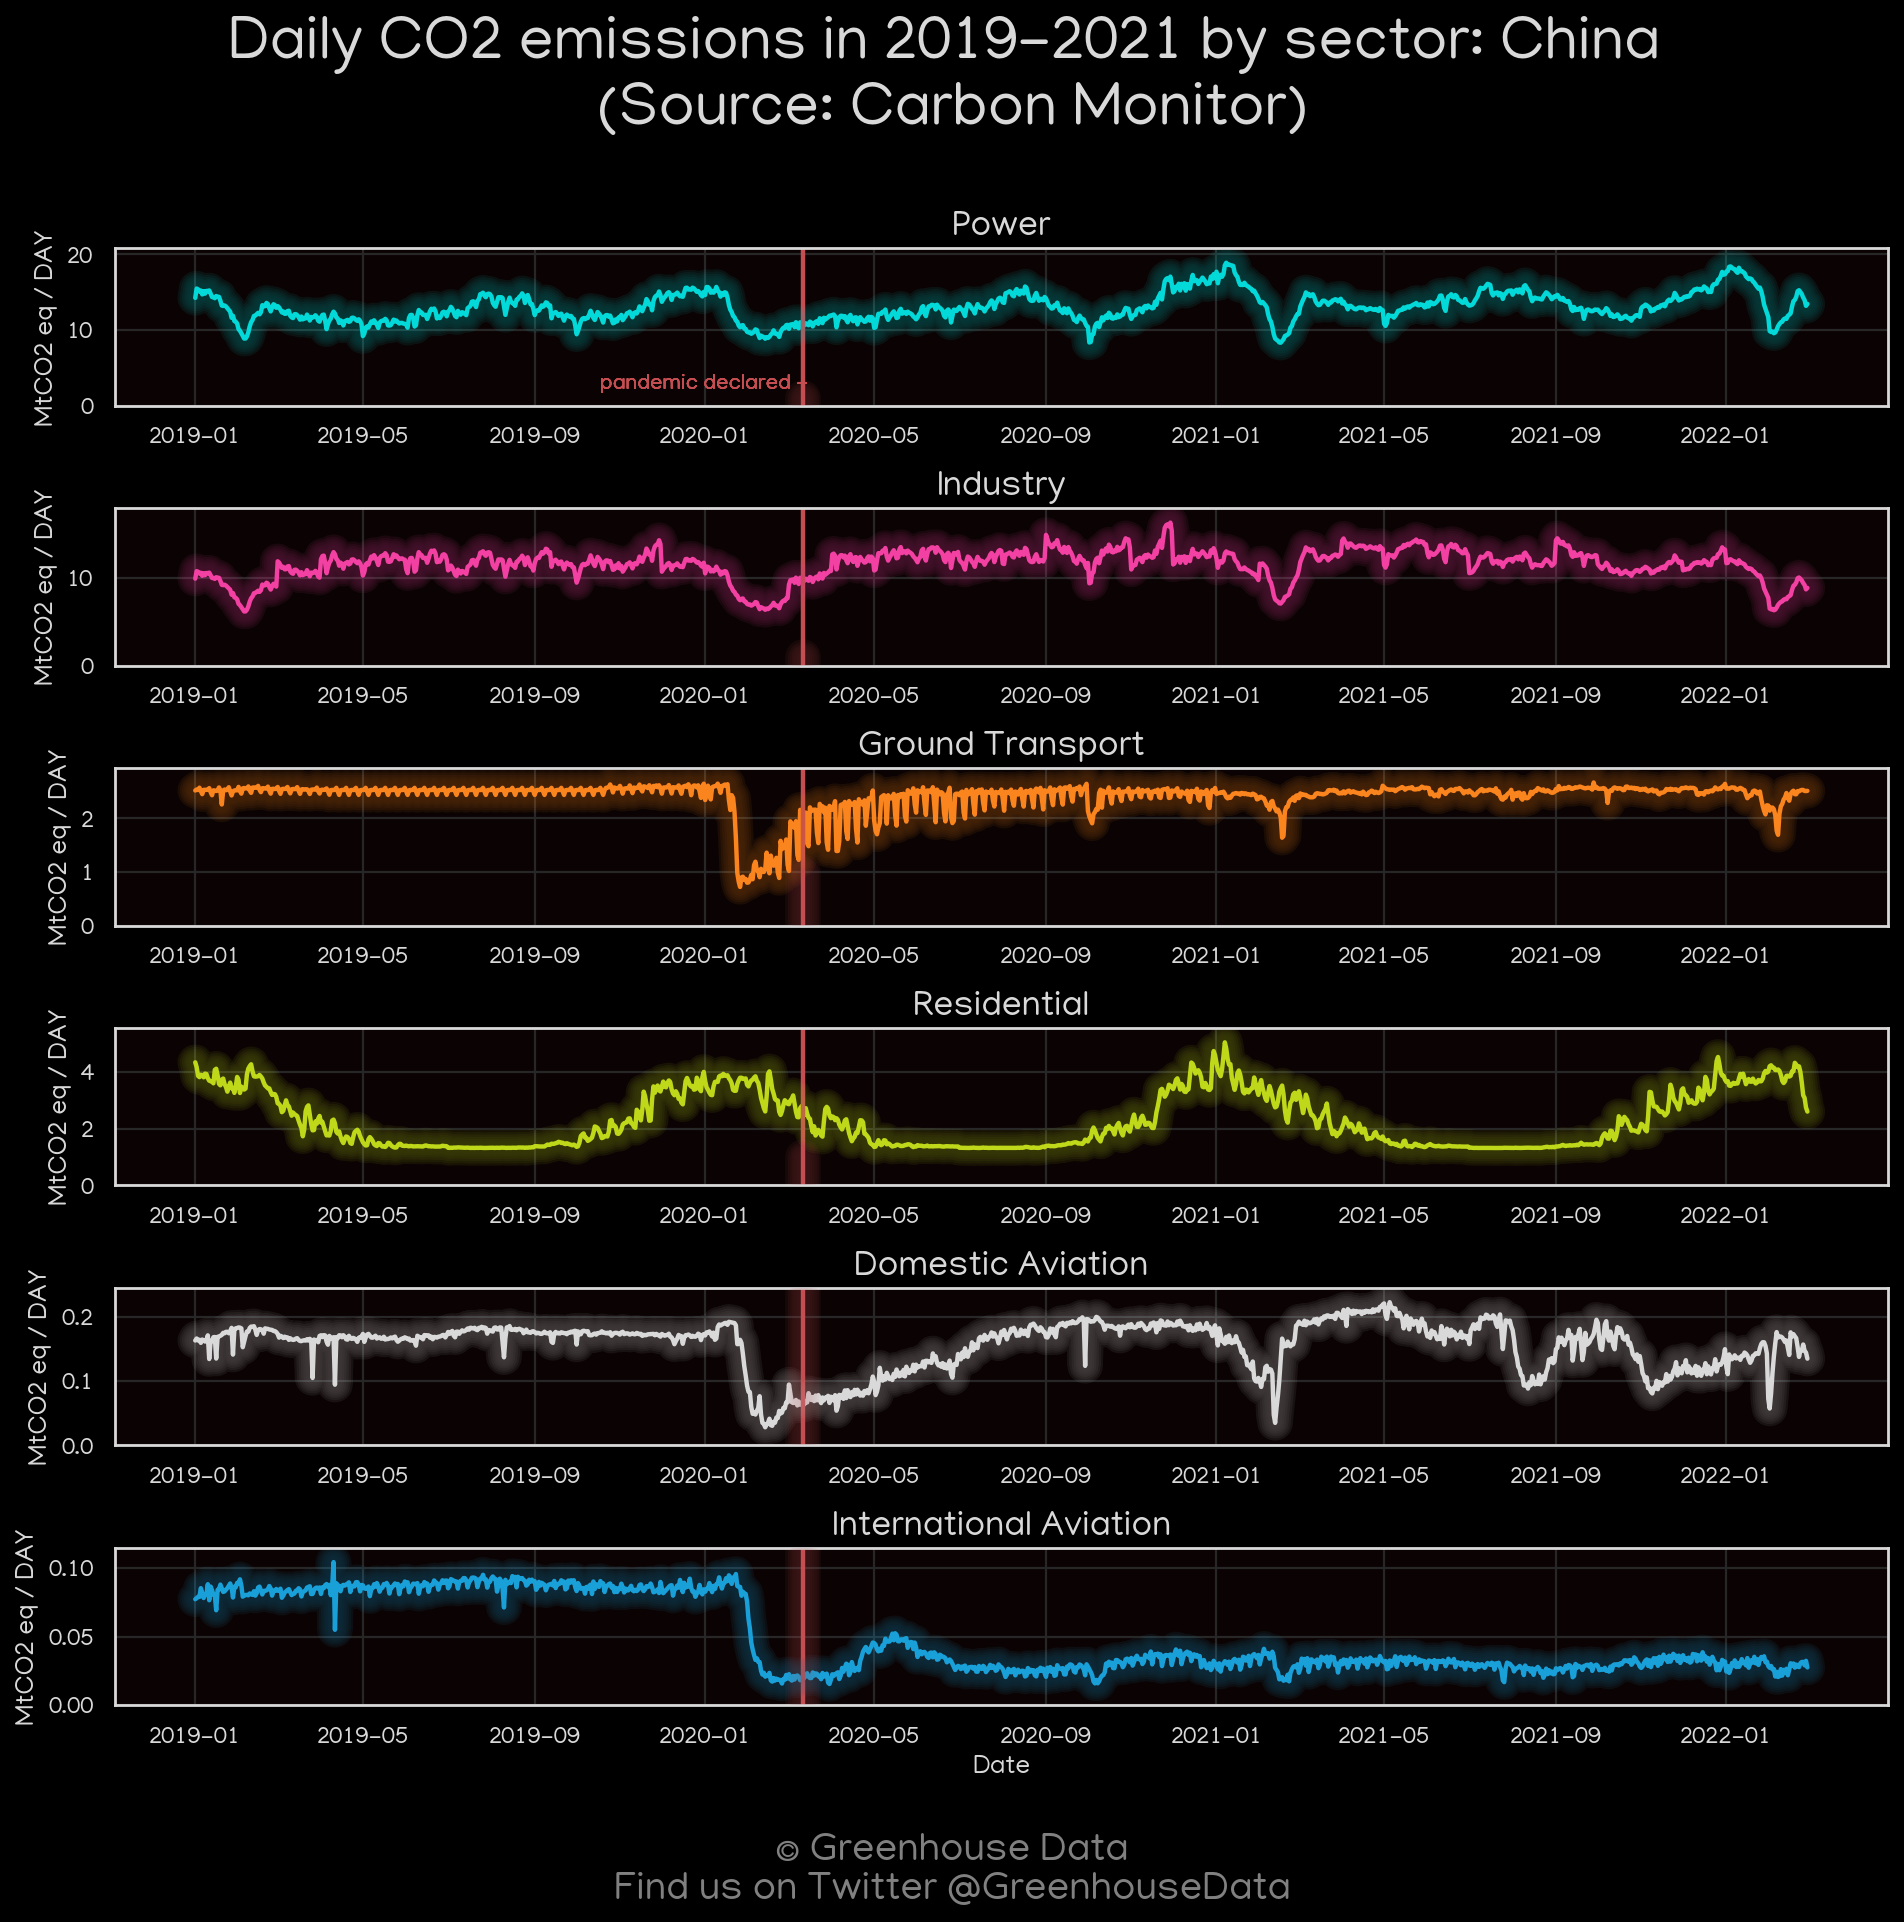 Daily CO2 emissions in 2019-2021 by sector: China
(Source: Carbon Monitor)
Power
MtCO2 eq / DAY
20
10
0
pandemic declared -
2019-01 2019-05 2019-09 2020-01 2020-05 2020-09 2021-01 2021-05 2021-09 2022-01
Industry
MtCO2 eq / DAY
10
0
2019-01 2019-05 2019-09 2020-01 2020-05 2020-09 2021-01 2021-05 2021-09 2022-01
Ground Transport
MtCO2 eq / DAY
2
1
0
2019-01 2019-05 2019-09 2020-01 2020-05 2020-09 2021-01 2021-05 2021-09 2022-01
Residential
MtCO2 eq / DAY
4
2
0
2019-01 2019-05 2019-09 2020-01 2020-05 2020-09 2021-01 2021-05 2021-09 2022-01
Domestic Aviation
MtCO2 eq / DAY
0.2
0.1
0.0
2019-01 2019-05 2019-09 2020-01 2020-05 2020-09 2021-01 2021-05 2021-09 2022-01
International Aviation
MtCO2 eq / DAY
0.10
0.05
0.00
2019-01 2019-05 2019-09 2020-01 2020-05 2020-09 2021-01 2021-05 2021-09 2022-01
Date
© Greenhouse Data
Find us on Twitter @GreenhouseData